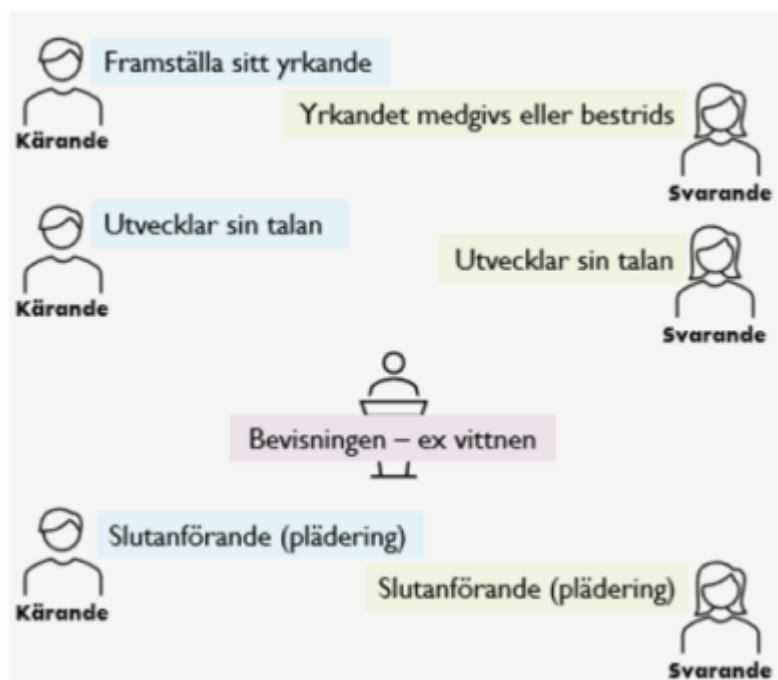 Framställa sitt yrkande
Kärande
Yrkandet medgivs eller bestrids
Svarande
Utvecklar sin talan
Kärande
Utvecklar sin talan
Svarande
Bevisningen – ex vittnen
Slutanförande (plädering)
Kärande
Slutanförande (plädering)
Svarande